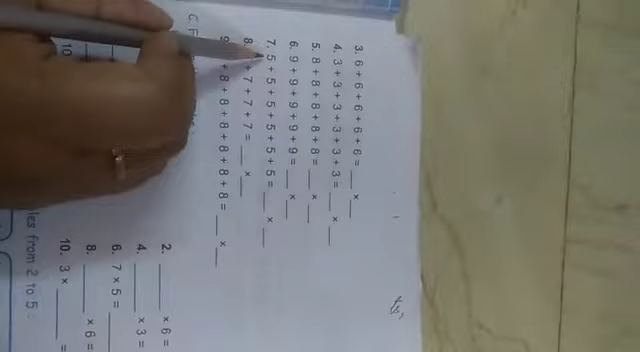 3. 6 + 6 + 6 + 6 + 6 = ___ × ___
4. 3 + 3 + 3 + 3 + 3 + 3 = ___ × ___
5. 8 + 8 + 8 + 8 + 8 = ___ × ___
6. 9 + 9 + 9 + 9 + 9 = ___ × ___
7. 5 + 5 + 5 + 5 + 5 + 5 = ___ × ___
8. + 7 + 7 + 7 = ___ × ___
9. + 8 + 8 + 8 + 8 + 8 + 8 = ___ × ___
C
2. ___ × 6 =
4. ___ × 3 =
6. 7 × 5 = ___
8. ___ × 6 =
10
10. 3 × ___ =
les from 2 to 5